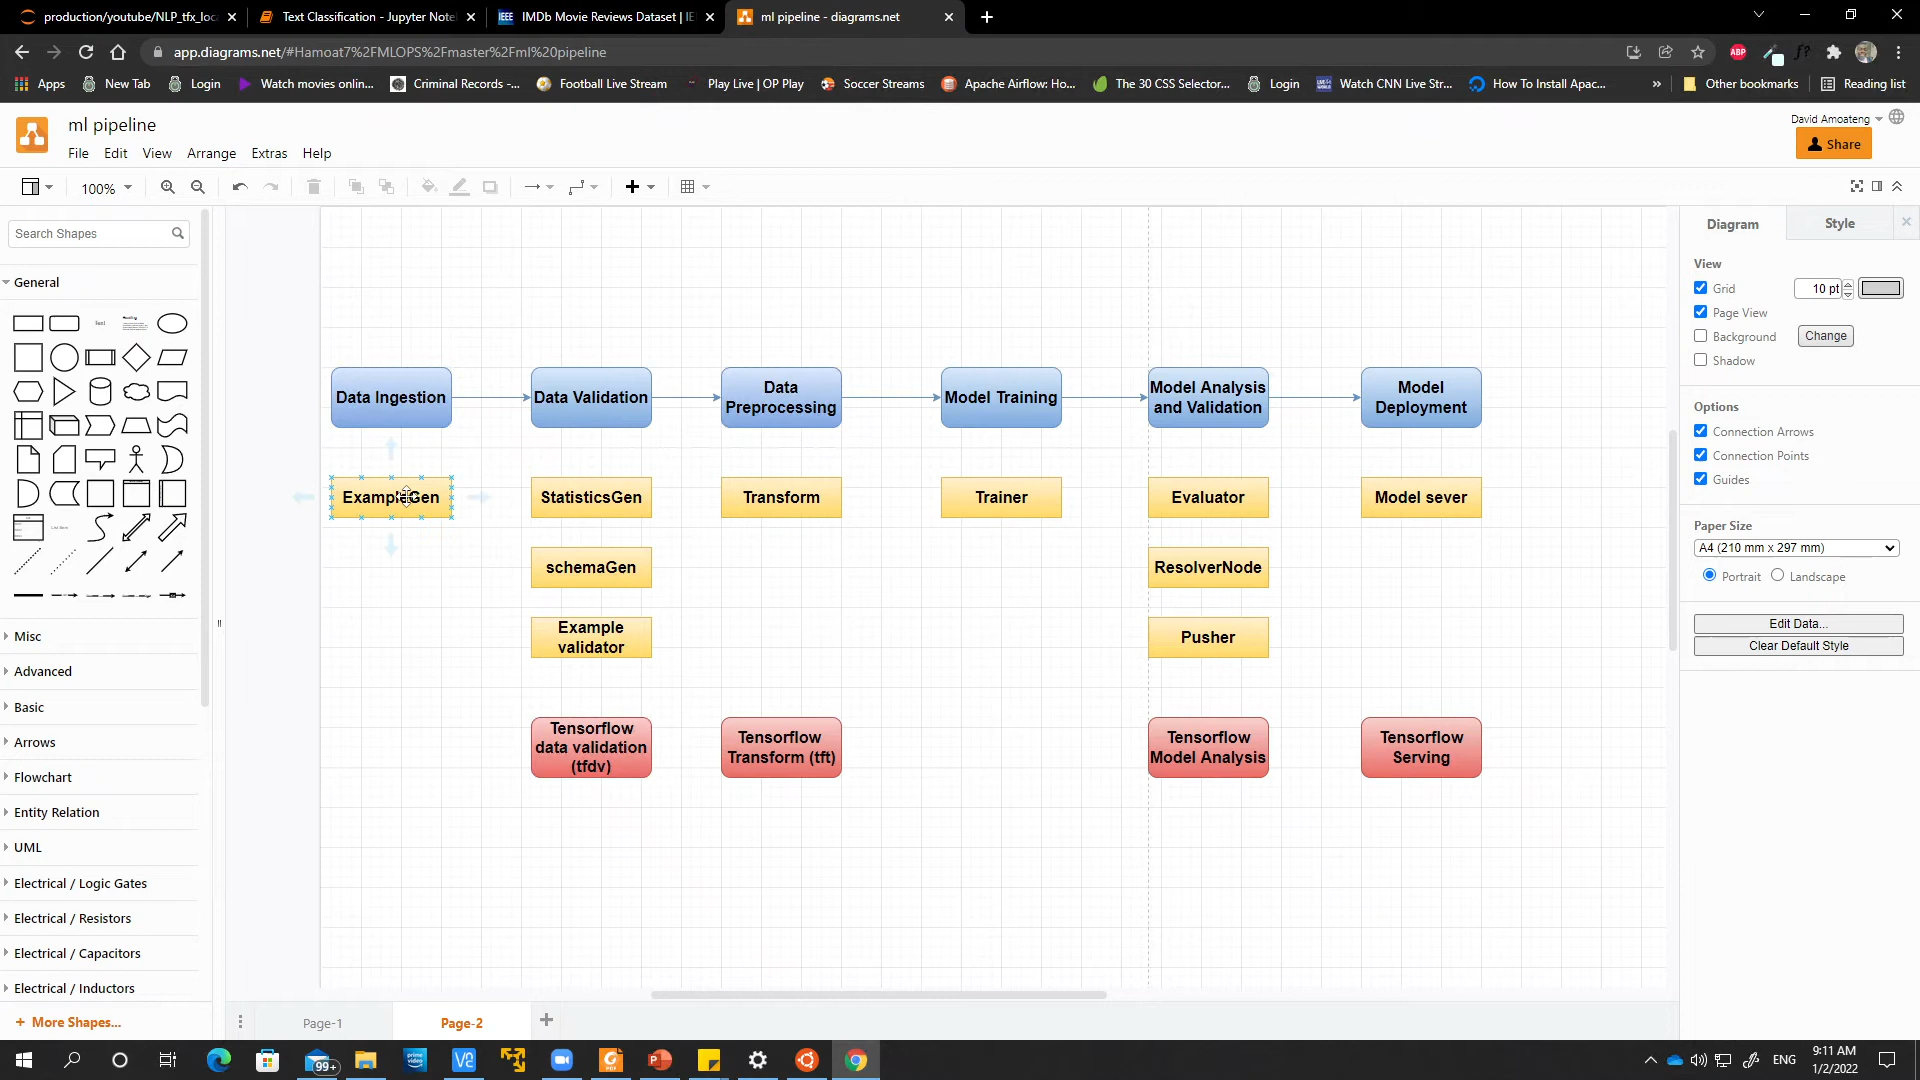 production/youtube/NLP_tfx_loca
Text Classification - Jupyter Note
IEEE
IMDb Movie Reviews Dataset | IE
ml pipeline - diagrams.net
app.diagrams.net/#Hamoat7%2FMLOPS%2Fmaster%2Fml%20pipeline
ABP
f?
Apps
New Tab
Login
Watch movies onlin...
Criminal Records -...
Football Live Stream
Play Live | OP Play
Soccer Streams
Apache Airflow: Ho...
The 30 CSS Selector...
Login
Watch CNN Live Str...
How To Install Apac...
»
Other bookmarks
Reading list
ml pipeline
David Amoateng
File
Edit
View
Arrange
Extras
Help
Share
100%
Search Shapes
Diagram
Style
General
Text
Heading
List Item
View
Grid
10 pt
Page View
Background
Change
Shadow
Data Ingestion
Data Validation
Data
Preprocessing
Model Training
Model Analysis
and Validation
Model
Deployment
Options
Connection Arrows
Connection Points
Guides
ExampleGen
StatisticsGen
Transform
Trainer
Evaluator
Model sever
Paper Size
A4 (210 mm x 297 mm)
Portrait
Landscape
schemaGen
ResolverNode
Example
validator
Pusher
Edit Data...
Clear Default Style
Misc
Advanced
Basic
Arrows
Flowchart
Entity Relation
UML
Electrical / Logic Gates
Electrical / Resistors
Electrical / Capacitors
Electrical / Inductors
Tensorflow
data validation
(tfdv)
Tensorflow
Transform (tft)
Tensorflow
Model Analysis
Tensorflow
Serving
+ More Shapes...
Page-1
Page-2
99+
prime
video
ENG
9:11 AM
1/2/2022